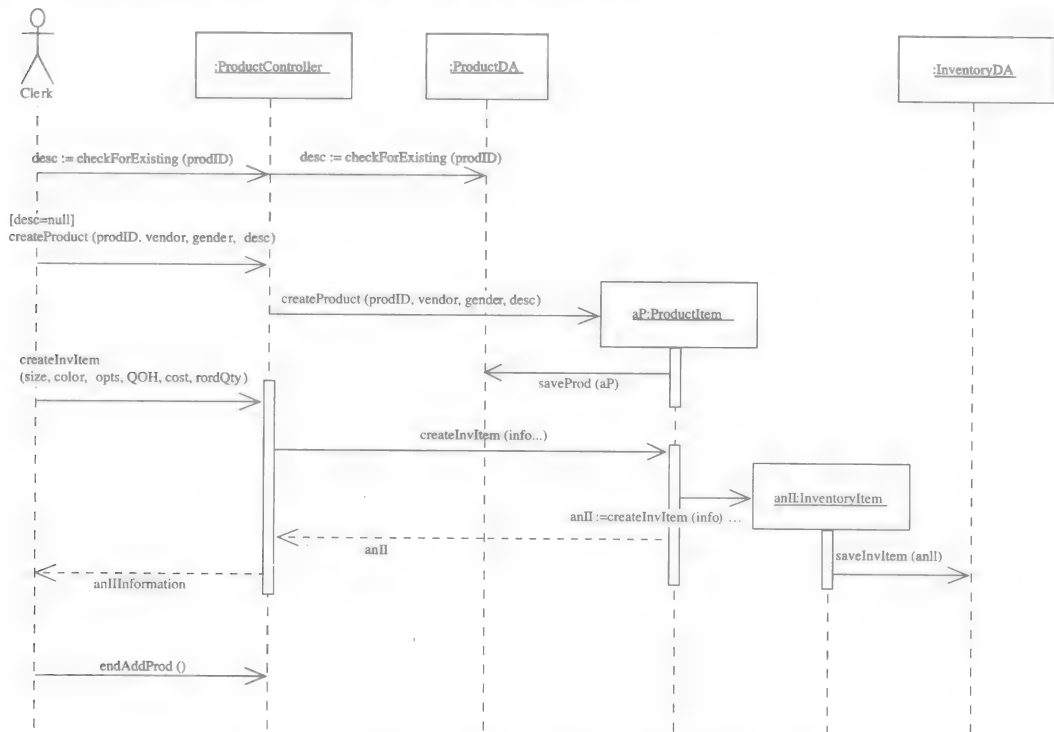 Clerk
:ProductController
:ProductDA
:InventoryDA
desc := checkForExisting (prodID)
desc := checkForExisting (prodID)
[desc=null]
createProduct (prodID, vendor, gender, desc)
createProduct (prodID, vendor, gender, desc)
aP:ProductItem
saveProd (aP)
createInvItem
(size, color, opts, QOH, cost, rordQty)
createInvItem (info...)
anII:InventoryItem
anII :=createInvItem (info) ...
anII
saveInvItem (anII)
anIIInformation
endAddProd ()